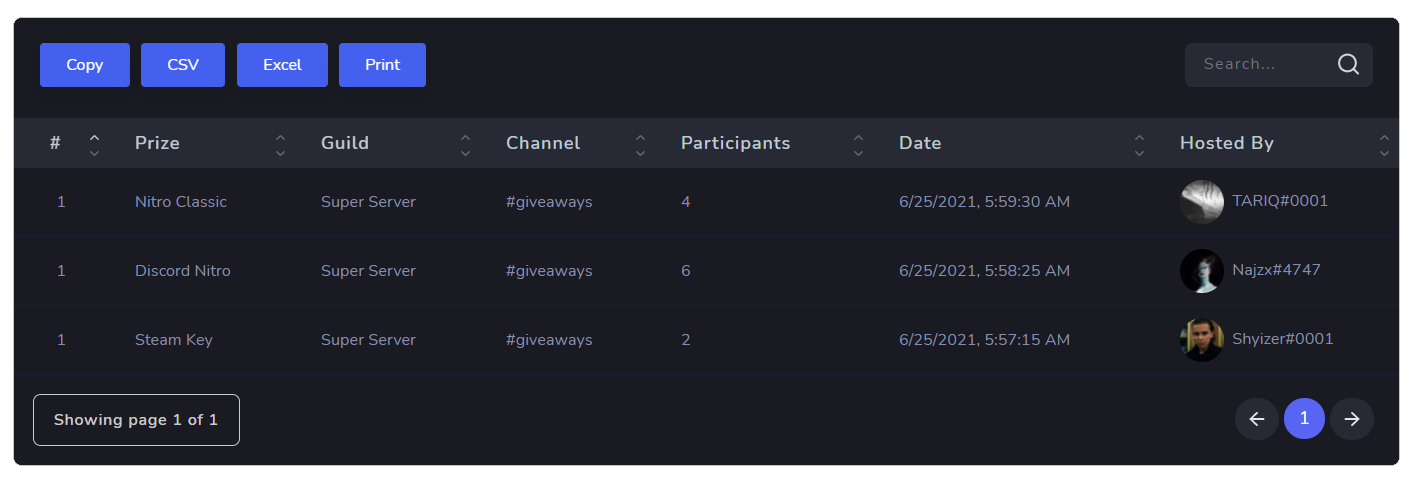 Copy CSV Excel Print Search...
# Prize Guild Channel Participants Date Hosted By
1 Nitro Classic Super Server #giveaways 4 6/25/2021, 5:59:30 AM TARIQ#0001
1 Discord Nitro Super Server #giveaways 6 6/25/2021, 5:58:25 AM Najzx#4747
1 Steam Key Super Server #giveaways 2 6/25/2021, 5:57:15 AM Shyizer#0001
Showing page 1 of 1 1